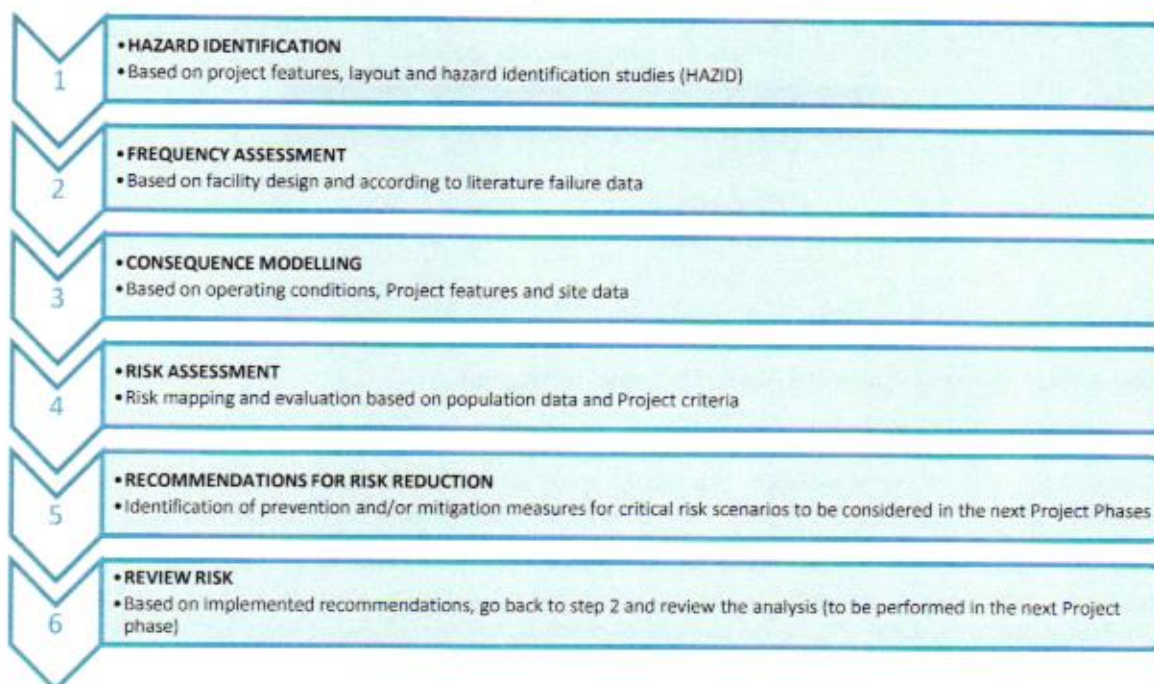 1
•HAZARD IDENTIFICATION
•Based on project features, layout and hazard identification studies (HAZID)
2
•FREQUENCY ASSESSMENT
•Based on facility design and according to literature failure data
3
•CONSEQUENCE MODELLING
•Based on operating conditions, Project features and site data
4
•RISK ASSESSMENT
•Risk mapping and evaluation based on population data and Project criteria
5
•RECOMMENDATIONS FOR RISK REDUCTION
•Identification of prevention and/or mitigation measures for critical risk scenarios to be considered in the next Project Phases
6
•REVIEW RISK
•Based on implemented recommendations, go back to step 2 and review the analysis (to be performed in the next Project
phase)